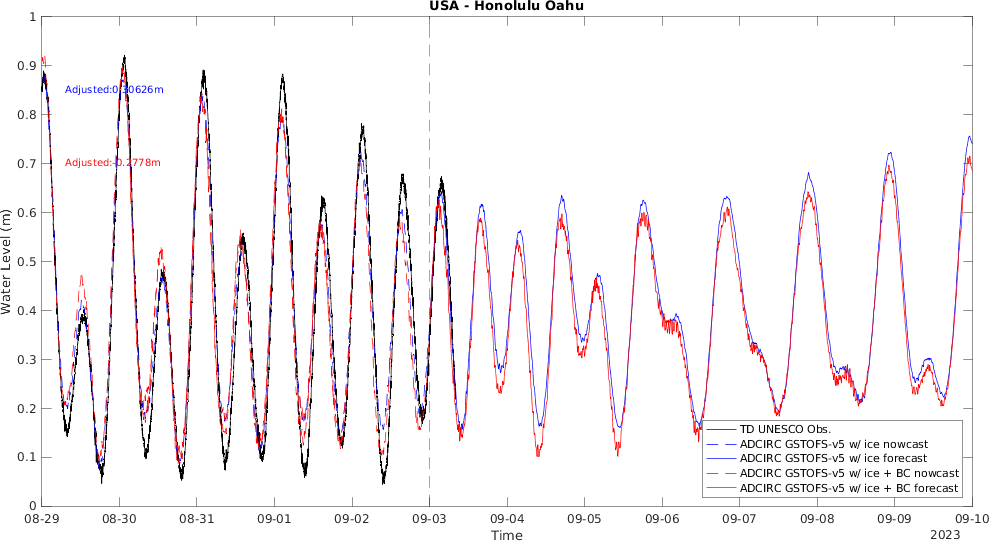 USA - Honolulu Oahu
1
0.9
0.8
0.7
0.6
0.5
0.4
0.3
0.2
0.1
0
Water Level (m)
Adjusted:0.30626m
Adjusted:-0.2778m
TD UNESCO Obs.
ADCIRC GSTOFS-v5 w/ ice nowcast
ADCIRC GSTOFS-v5 w/ ice forecast
ADCIRC GSTOFS-v5 w/ ice + BC nowcast
ADCIRC GSTOFS-v5 w/ ice + BC forecast
08-29 08-30 08-31 09-01 09-02 09-03 09-04 09-05 09-06 09-07 09-08 09-09 09-10
Time
2023